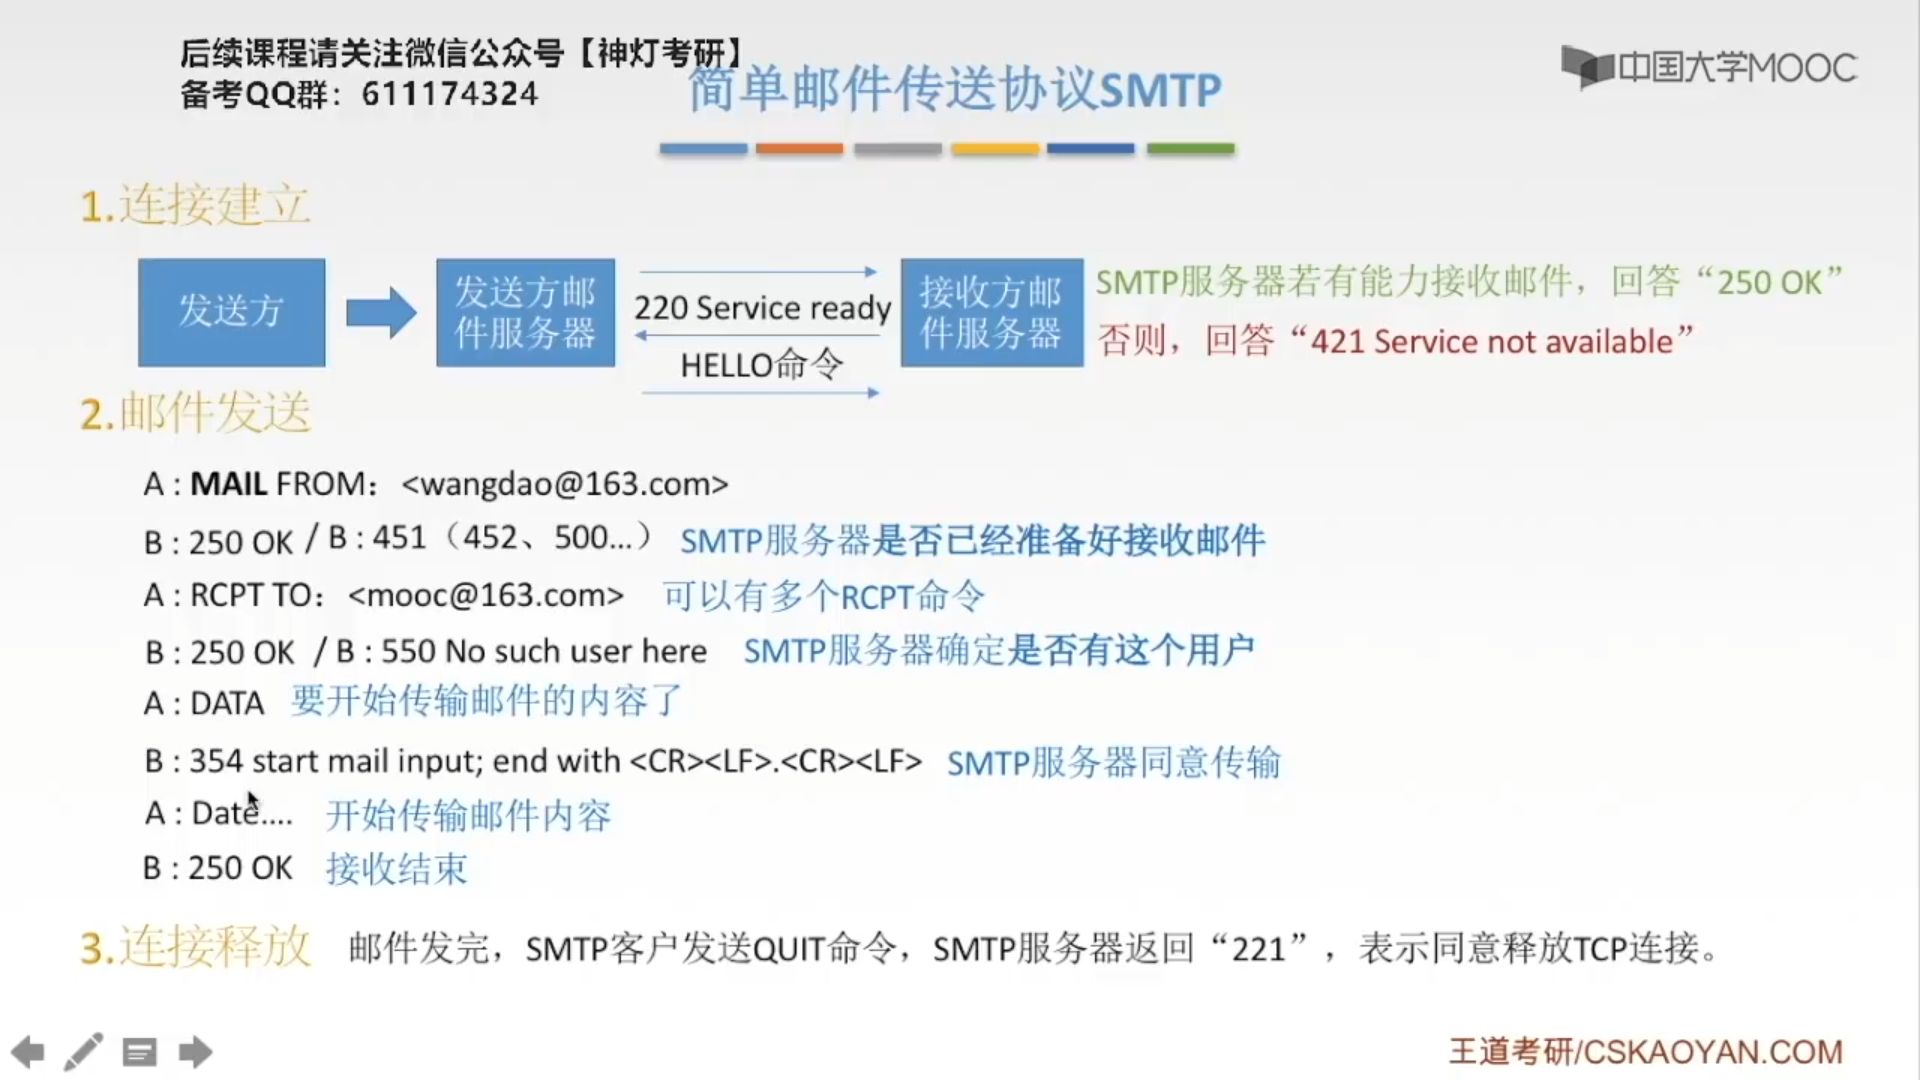 后续课程请关注微信公众号【神灯考研】
备考QQ群：611174324
简单邮件传送协议SMTP
中国大学MOOC
1.连接建立
发送方
发送方邮
件服务器
220 Service ready
HELLO命令
接收方邮
件服务器
SMTP服务器若有能力接收邮件，回答“250 OK”
否则，回答“421 Service not available”
2.邮件发送
A : MAIL FROM：<wangdao@163.com>
B : 250 OK / B : 451（452、500...） SMTP服务器是否已经准备好接收邮件
A : RCPT TO：<mooc@163.com> 可以有多个RCPT命令
B : 250 OK / B : 550 No such user here SMTP服务器确定是否有这个用户
A : DATA 要开始传输邮件的内容了
B : 354 start mail input; end with <CR><LF>.<CR><LF> SMTP服务器同意传输
A : Date.... 开始传输邮件内容
B : 250 OK 接收结束
3.连接释放 邮件发完，SMTP客户发送QUIT命令，SMTP服务器返回“221”，表示同意释放TCP连接。
王道考研/CSKAOYAN.COM